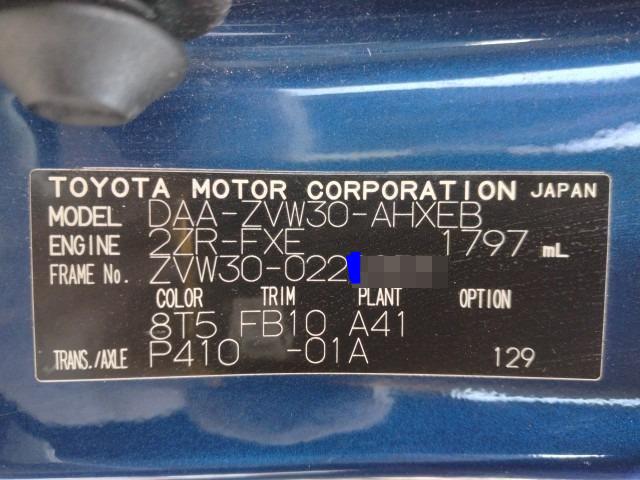 TOYOTA MOTOR CORPORATION JAPAN
MODEL DAA-ZVW30-AHXEB
ENGINE 2ZR-FXE 1797 mL
FRAME No. ZVW30-022
COLOR TRIM PLANT OPTION
8T5 FB10 A41
TRANS./AXLE P410 -01A 129